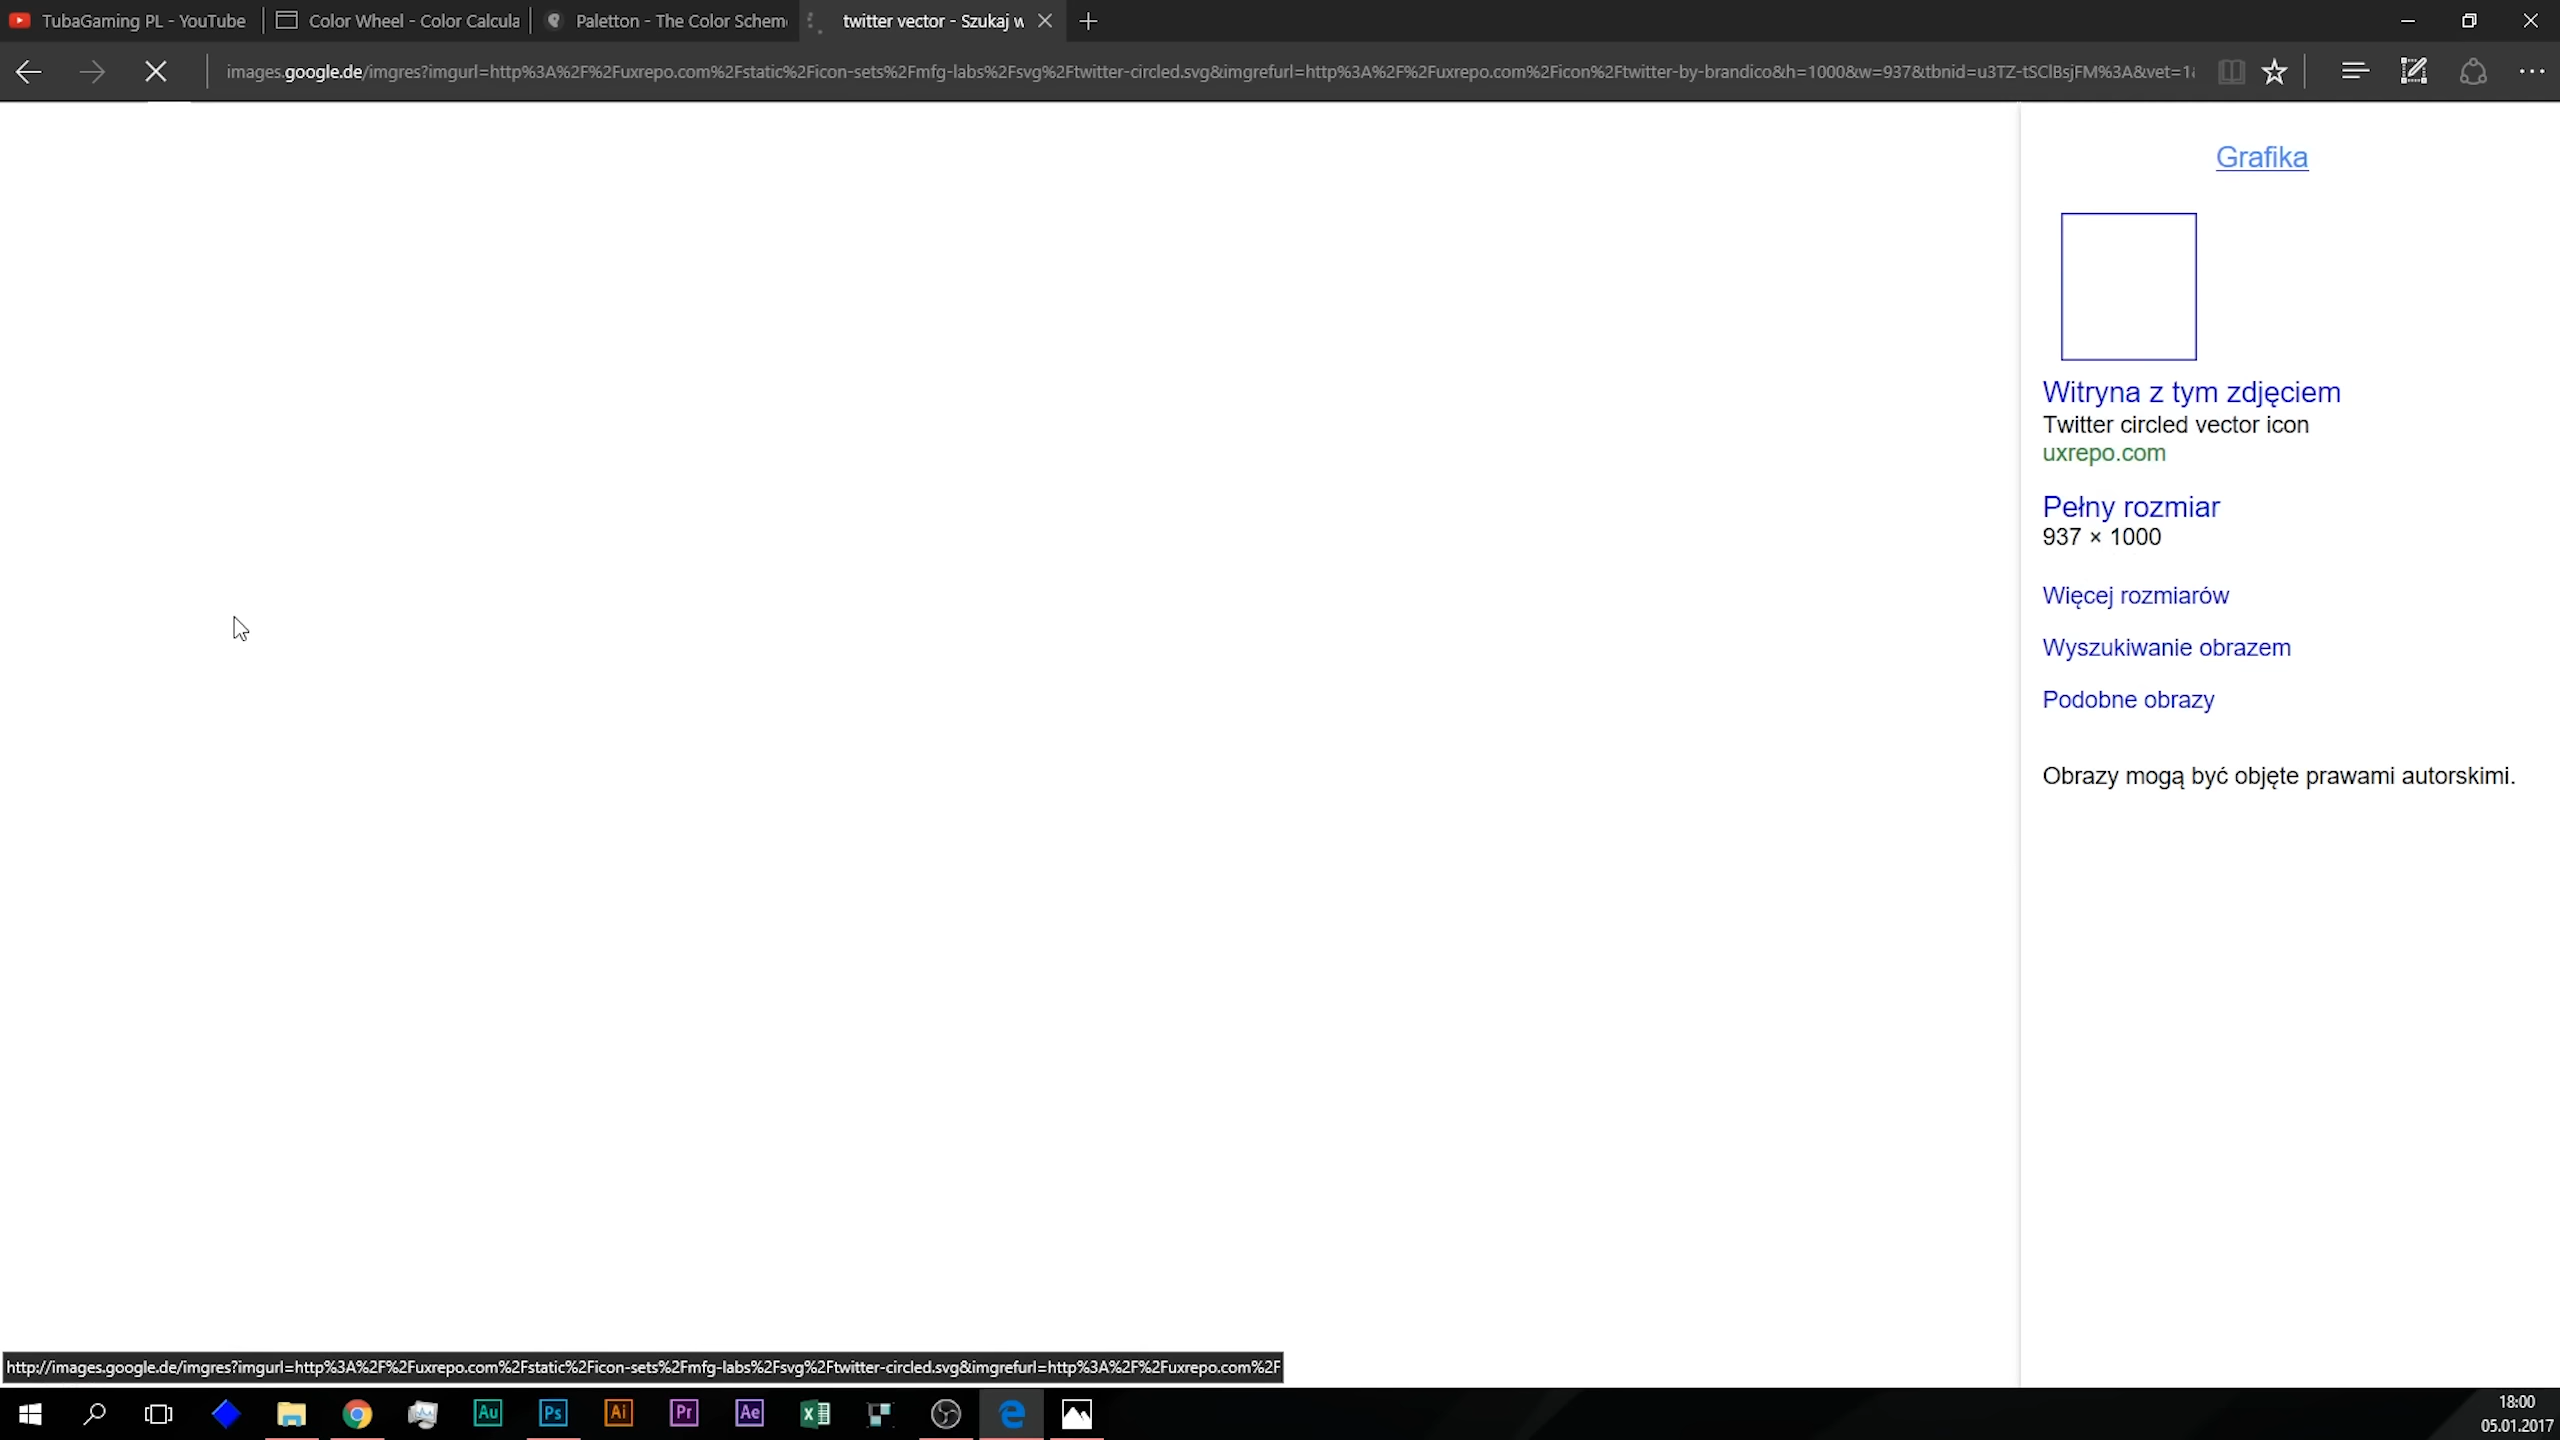 TubaGaming PL - YouTube
Color Wheel - Color Calcula
Paletton - The Color Schem
twitter vector - Szukaj w
images.google.de/imgres?imgurl=http%3A%2F%2Fuxrepo.com%2Fstatic%2Ficon-sets%2Fmfg-labs%2Fsvg%2Ftwitter-circled.svg&imgrefurl=http%3A%2F%2Fuxrepo.com%2Ficon%2Ftwitter-by-brandico&h=1000&w=937&tbnid=u3TZ-tSClBsjFM%3A&vet=1
Grafika
Witryna z tym zdjęciem
Twitter circled vector icon
uxrepo.com
Pełny rozmiar
937 × 1000
Więcej rozmiarów
Wyszukiwanie obrazem
Podobne obrazy
Obrazy mogą być objęte prawami autorskimi.
http://images.google.de/imgres?imgurl=http%3A%2F%2Fuxrepo.com%2Fstatic%2Ficon-sets%2Fmfg-labs%2Fsvg%2Ftwitter-circled.svg&imgrefurl=http%3A%2F%2Fuxrepo.com%2F
Au
Ps
Ai
Pr
Ae
18:00
05.01.2017